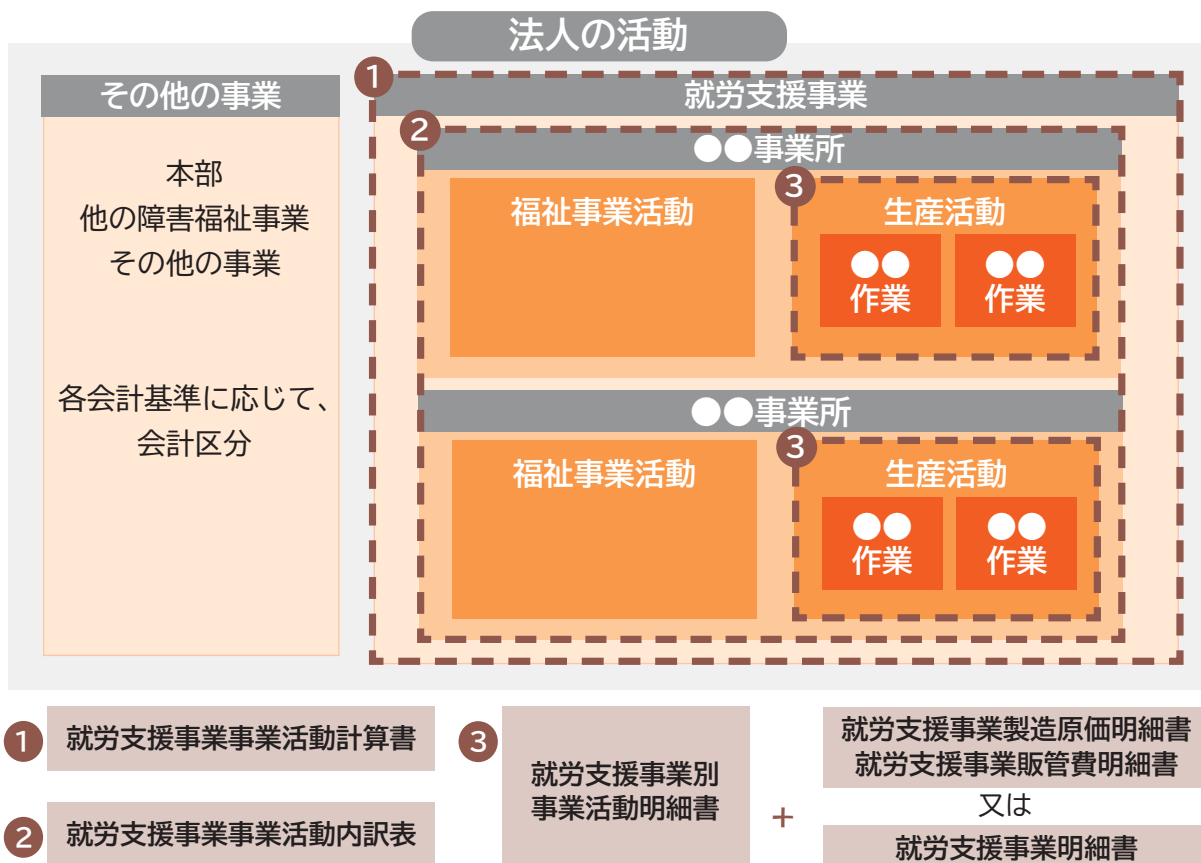 法人の活動
その他の事業
本部
他の障害福祉事業
その他の事業
各会計基準に応じて、
会計区分
1
就労支援事業
2
●●事業所
福祉事業活動
3
生産活動
●●
作業
●●
作業
●●事業所
福祉事業活動
3
生産活動
●●
作業
●●
作業
1
就労支援事業事業活動計算書
2
就労支援事業事業活動内訳表
3
就労支援事業別
事業活動明細書
+
就労支援事業製造原価明細書
就労支援事業販管費明細書
又は
就労支援事業明細書